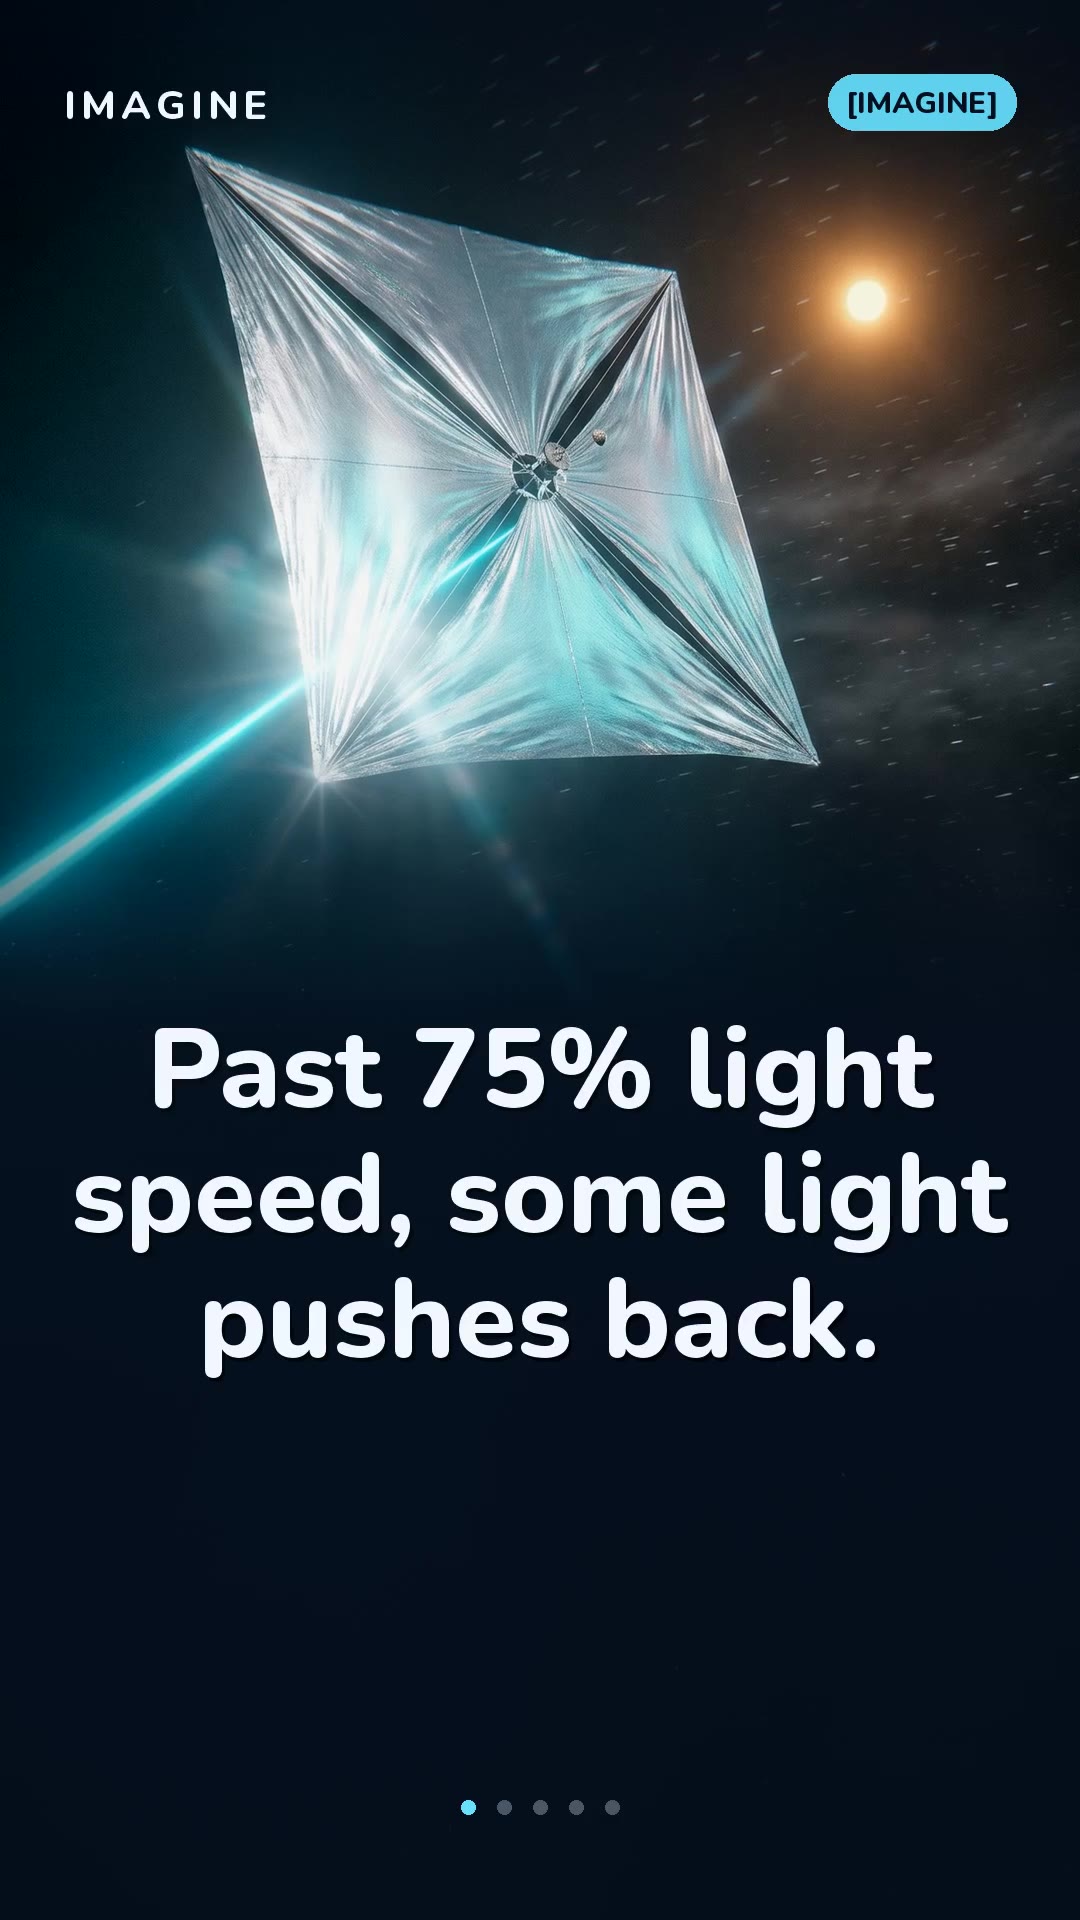 IMAGINE
[IMAGINE]
Past 75% light
speed, some light
pushes back.